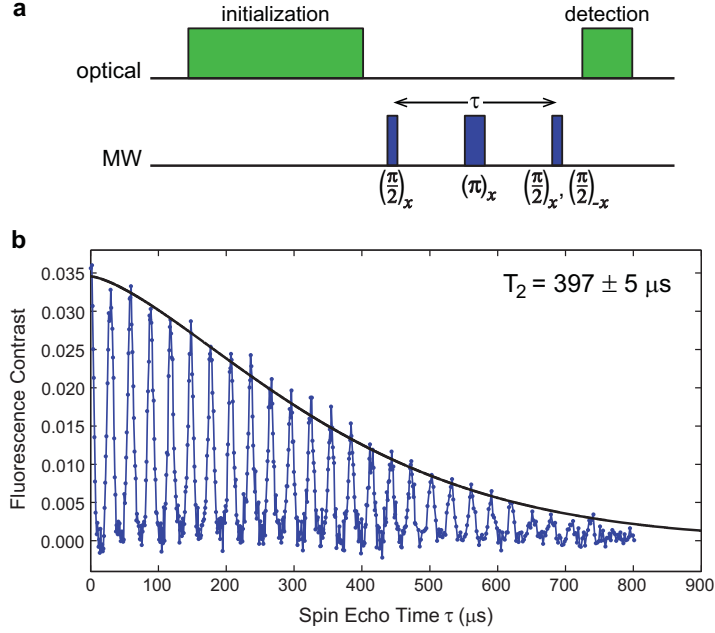 a
initialization
detection
optical
τ
MW
(π/2)x
(π)x
(π/2)x, (π/2)-x
b
T2 = 397 ± 5 μs
Fluorescence Contrast
0.035
0.030
0.025
0.020
0.015
0.010
0.005
0.000
0 100 200 300 400 500 600 700 800 900
Spin Echo Time τ (μs)